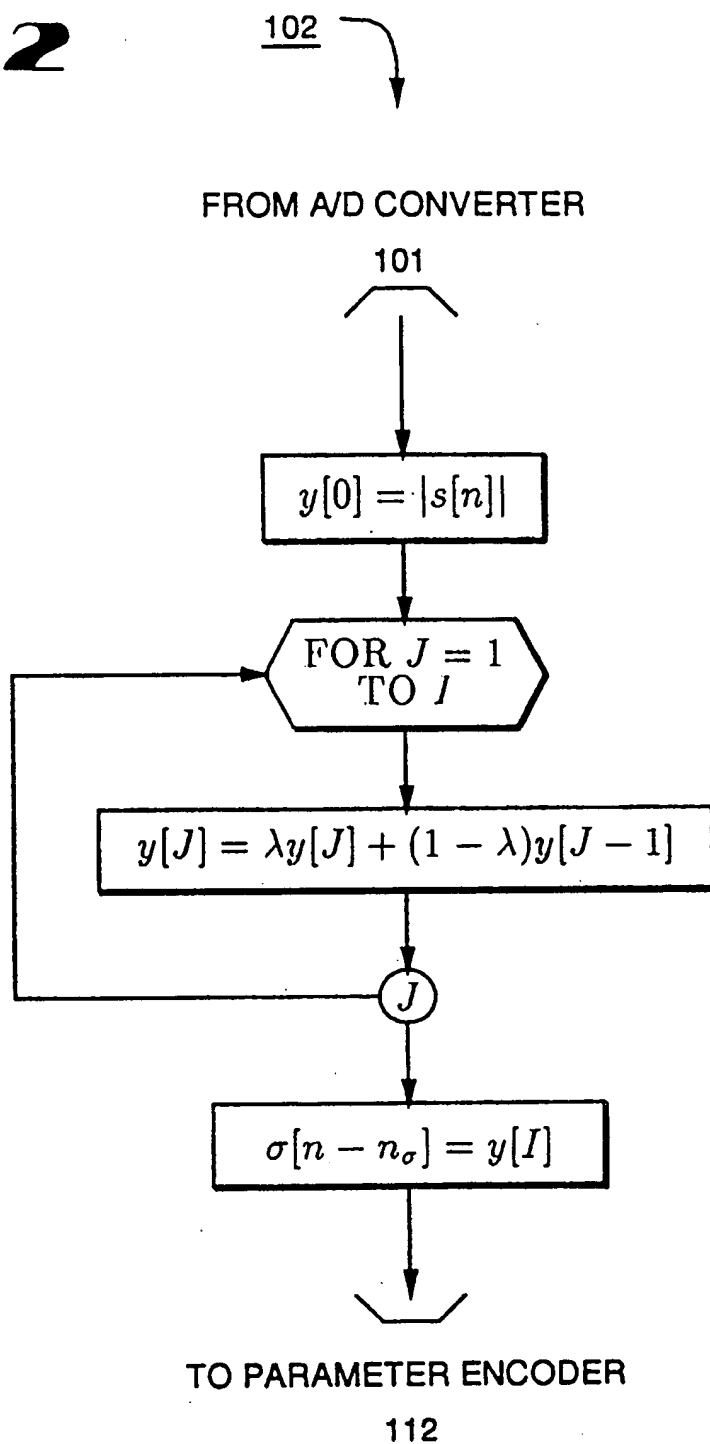 2
102
FROM A/D CONVERTER
101
y[0] = |s[n]|
FOR J = 1
TO I
y[J] = λy[J] + (1 − λ)y[J − 1]
J
σ[n − n_σ] = y[I]
TO PARAMETER ENCODER
112